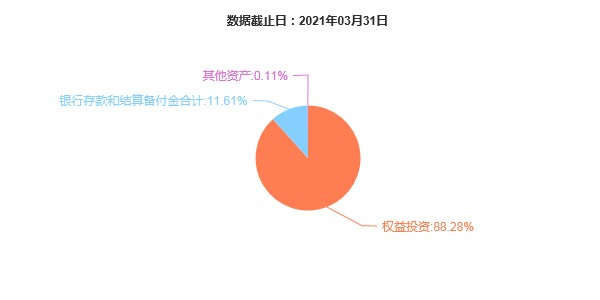 数据截止日：2021年03月31日
其他资产:0.11%
银行存款和结算备付金合计:11.61%
权益投资:88.28%